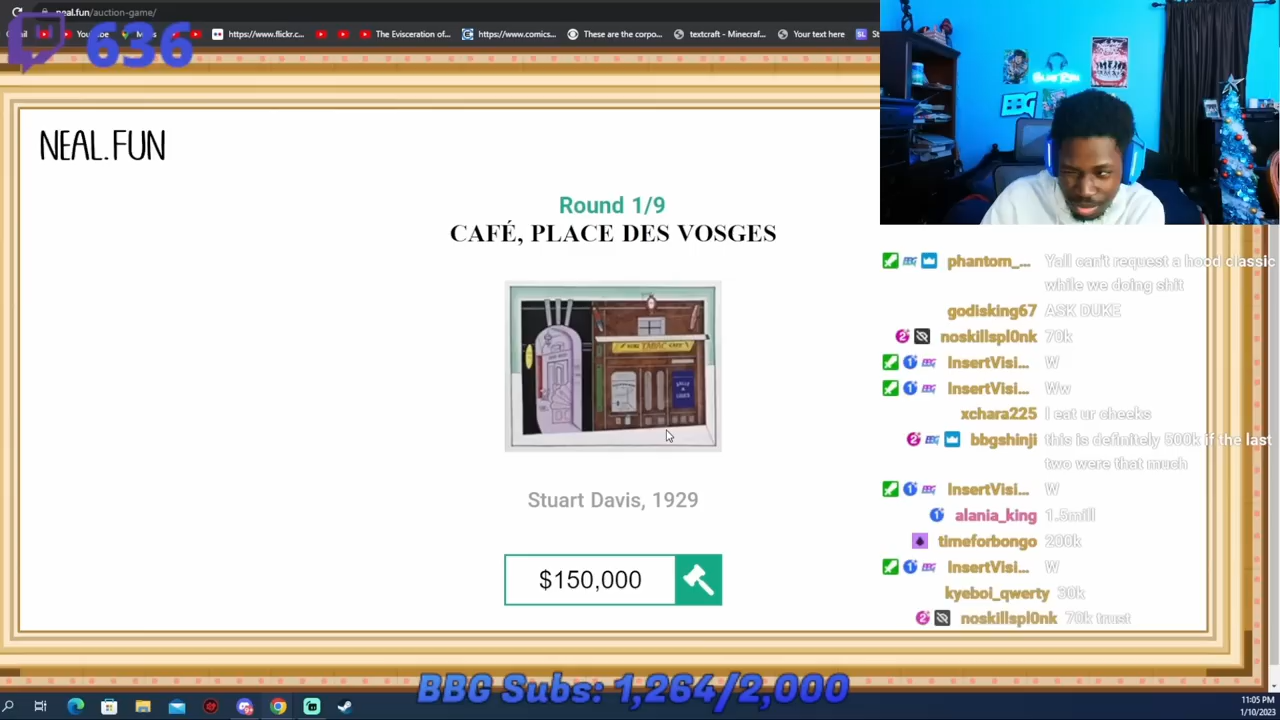 neal.fun/auction-game/
https://www.flickr.co...
The Evisceration of...
https://www.comics...
These are the corpo...
textcraft - Minecraf...
Your text here
636
NEAL.FUN
Round 1/9
CAFÉ, PLACE DES VOSGES
TABAC
Stuart Davis, 1929
$150,000
BBG
phantom_... Yall can't request a hood classic
while we doing shit
godisking67 ASK DUKE
noskillspl0nk 70k
InsertVisi... W
InsertVisi... Ww
xchara225 I eat ur cheeks
bbgshinji this is definitely 500k if the last
two were that much
InsertVisi... W
alania_king 1.5mill
timeforbongo 200k
InsertVisi... W
kyeboi_qwerty 30k
noskillspl0nk 70k trust
BBG Subs: 1,264/2,000
11:05 PM
1/10/2023